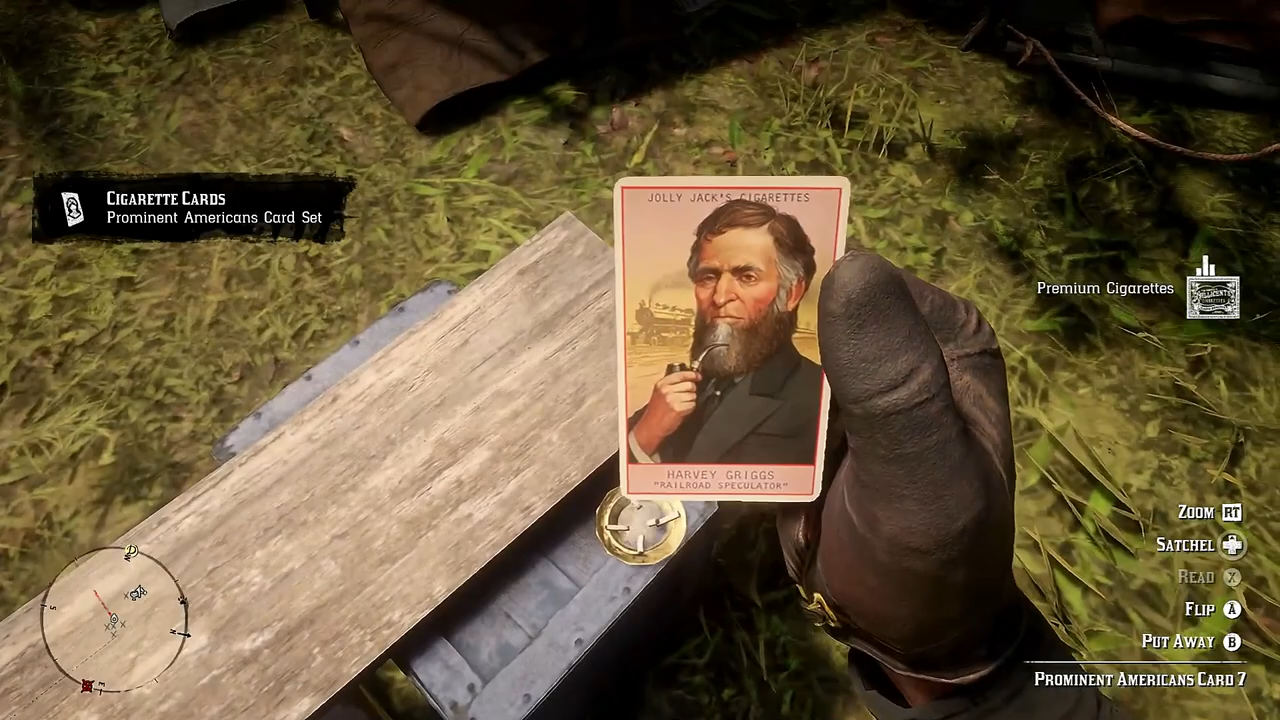 JOLLY JACK'S CIGARETTES
CIGARETTE CARDS
Prominent Americans Card Set
Premium Cigarettes
HARVEY GRIGGS
"RAILROAD SPECULATOR"
ZOOM RT
SATCHEL
READ X
FLIP A
PUT AWAY B
PROMINENT AMERICANS CARD 7
D
W
S
N
E